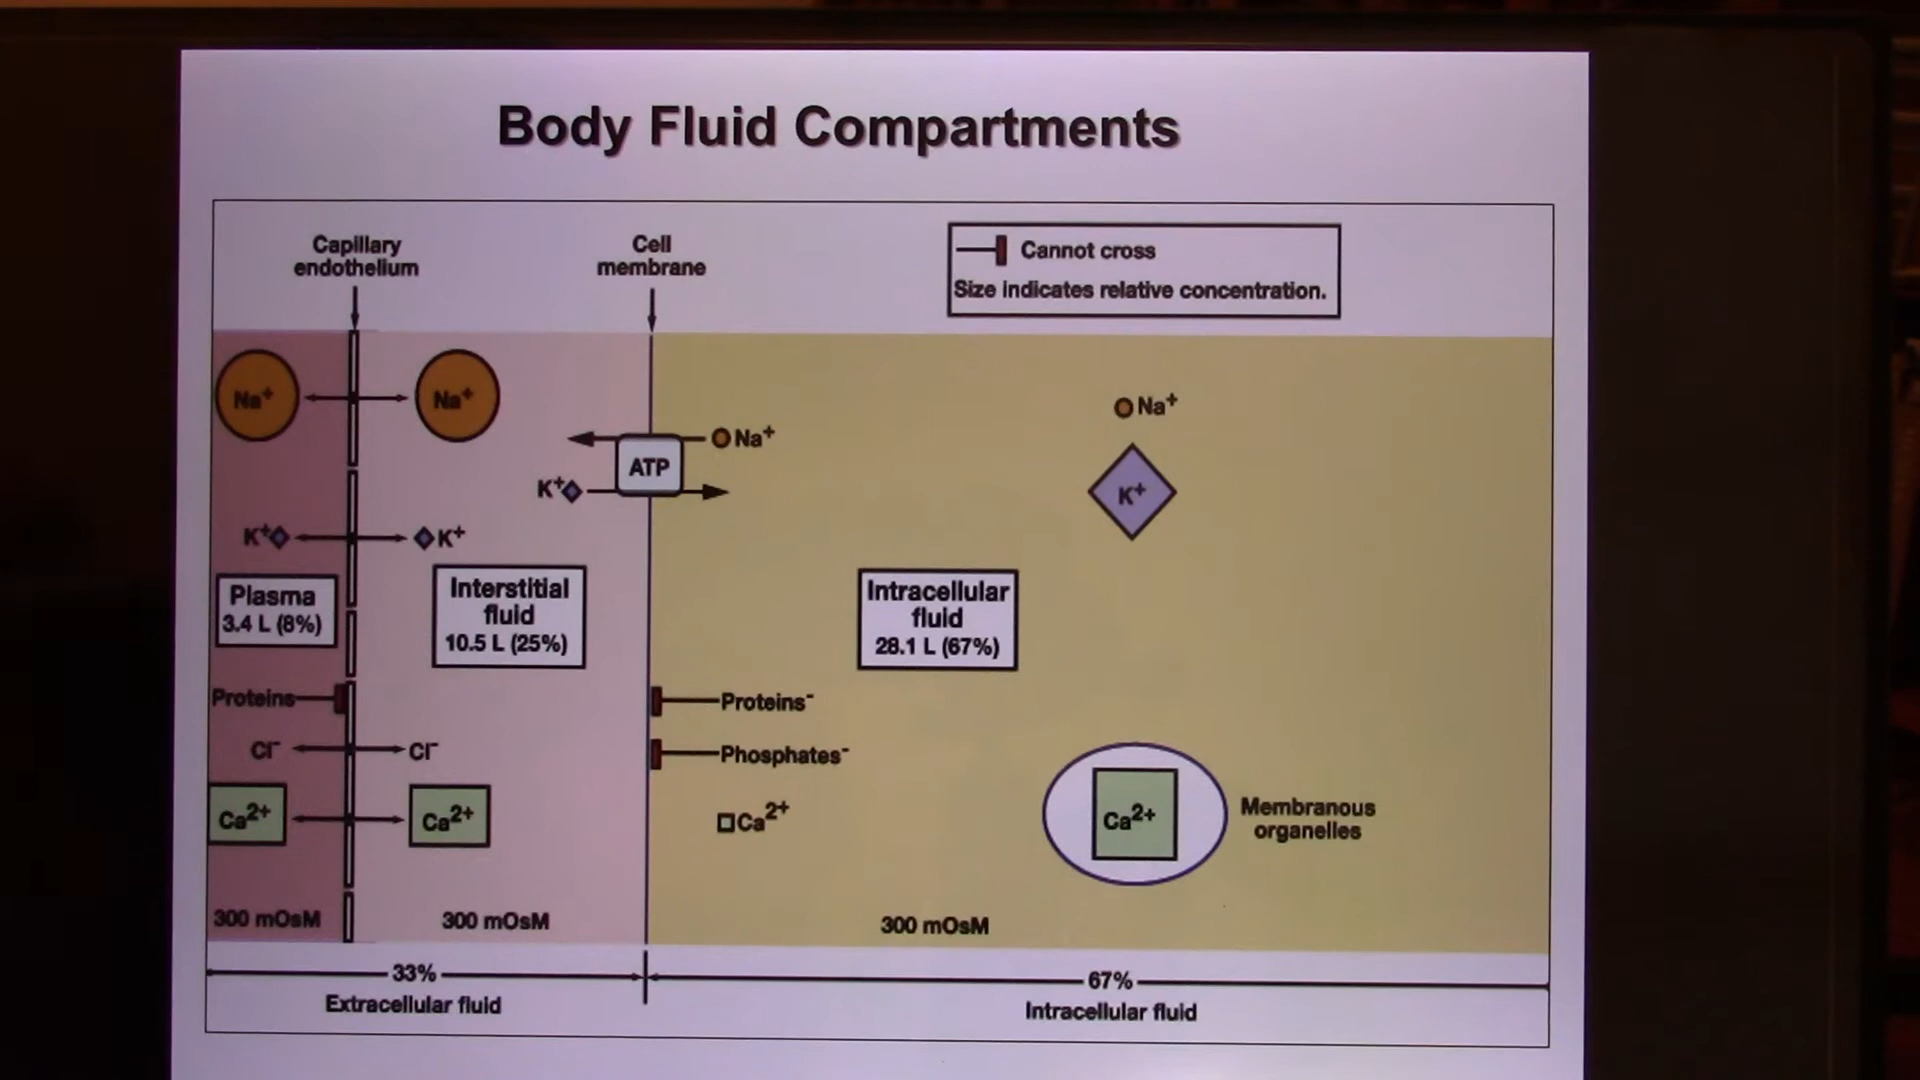 Body Fluid Compartments
Capillary
endothelium
Cell
membrane
Cannot cross
Size indicates relative concentration.
Na+
Na+
Na+
Na+
ATP
K+
K+
K+
K+
Plasma
3.4 L (8%)
Interstitial
fluid
10.5 L (25%)
Intracellular
fluid
28.1 L (67%)
Proteins
Proteins-
Cl-
Cl-
Phosphates-
Ca2+
Ca2+
Ca2+
Ca2+
Membranous
organelles
300 mOsM
300 mOsM
300 mOsM
33%
67%
Extracellular fluid
Intracellular fluid